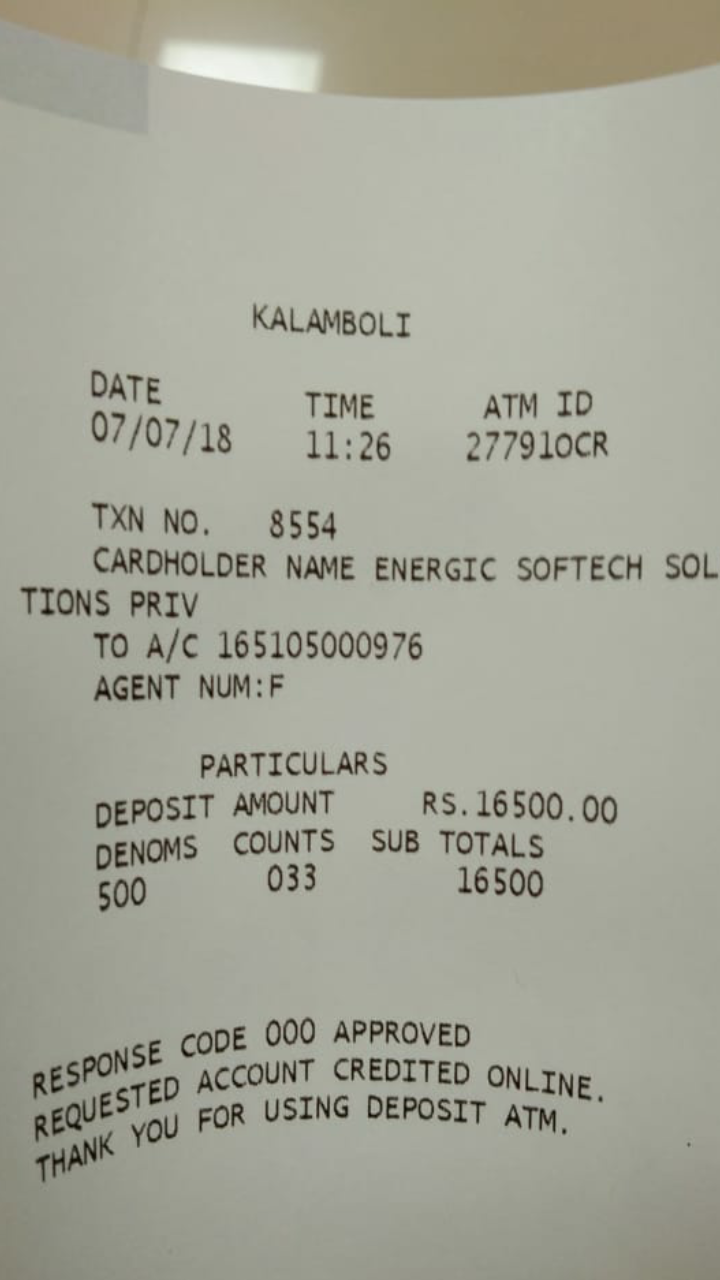 KALAMBOLI
DATE TIME ATM ID
07/07/18 11:26 277910CR
TXN NO. 8554
CARDHOLDER NAME ENERGIC SOFTECH SOL
TIONS PRIV
TO A/C 165105000976
AGENT NUM:F
PARTICULARS
DEPOSIT AMOUNT RS.16500.00
DENOMS COUNTS SUB TOTALS
500 033 16500
RESPONSE CODE 000 APPROVED
REQUESTED ACCOUNT CREDITED ONLINE.
THANK YOU FOR USING DEPOSIT ATM.